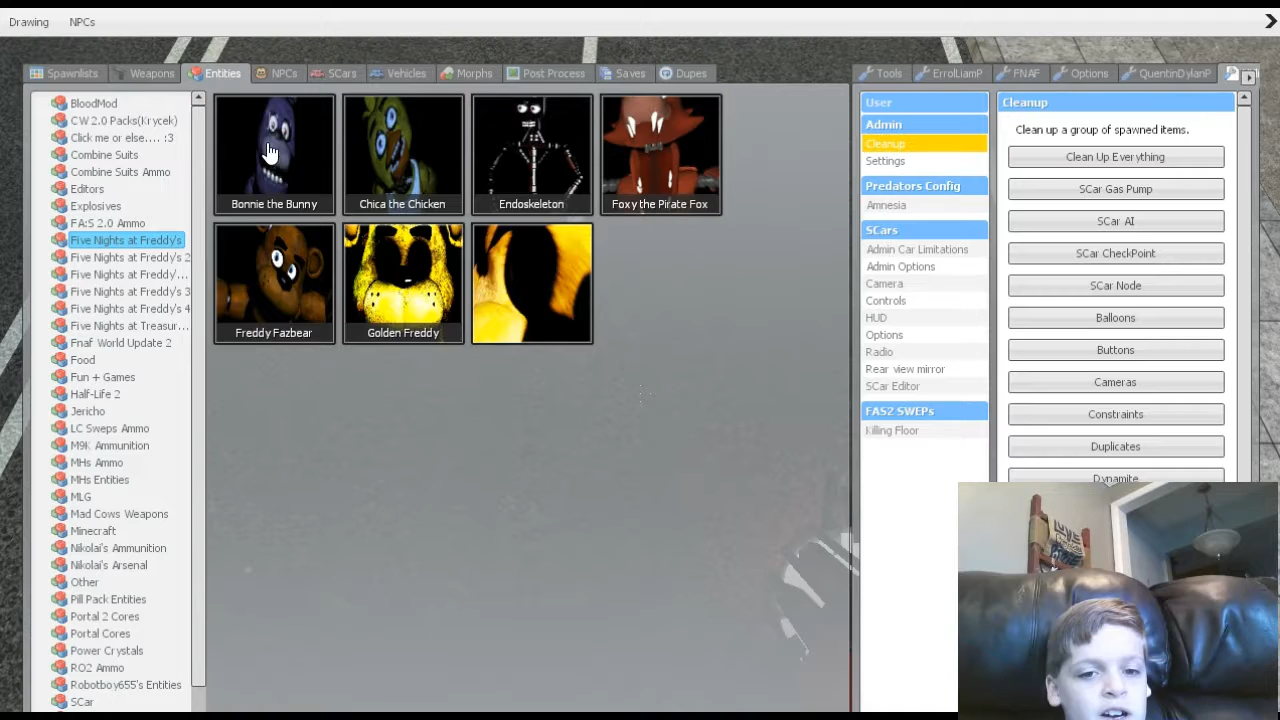 Drawing NPCs
Spawnlists Weapons Entities NPCs SCars Vehicles Morphs Post Process Saves Dupes
Tools ErrolLiamP FNAF Options QuentinDylanP
BloodMod
CW 2.0 Packs(Krycek)
Click me or else.... :3
Combine Suits
Combine Suits Ammo
Editors
Explosives
FA:S 2.0 Ammo
Five Nights at Freddy's
Five Nights at Freddy's 2
Five Nights at Freddy'...
Five Nights at Freddy's 3
Five Nights at Freddy's 4
Five Nights at Treasur...
Fnaf World Update 2
Food
Fun + Games
Half-Life 2
Jericho
LC Sweps Ammo
M9K Ammunition
MHs Ammo
MHs Entities
MLG
Mad Cows Weapons
Minecraft
Nikolai's Ammunition
Nikolai's Arsenal
Other
Pill Pack Entities
Portal 2 Cores
Portal Cores
Power Crystals
RO2 Ammo
Robotboy655's Entities
SCar
Bonnie the Bunny
Chica the Chicken
Endoskeleton
Foxy the Pirate Fox
Freddy Fazbear
Golden Freddy
User
Admin
Cleanup
Settings
Predators Config
Amnesia
SCars
Admin Car Limitations
Admin Options
Camera
Controls
HUD
Options
Radio
Rear view mirror
SCar Editor
FAS2 SWEPs
Killing Floor
Cleanup
Clean up a group of spawned items.
Clean Up Everything
SCar Gas Pump
SCar AI
SCar CheckPoint
SCar Node
Balloons
Buttons
Cameras
Constraints
Duplicates
Dynamite
LOVE